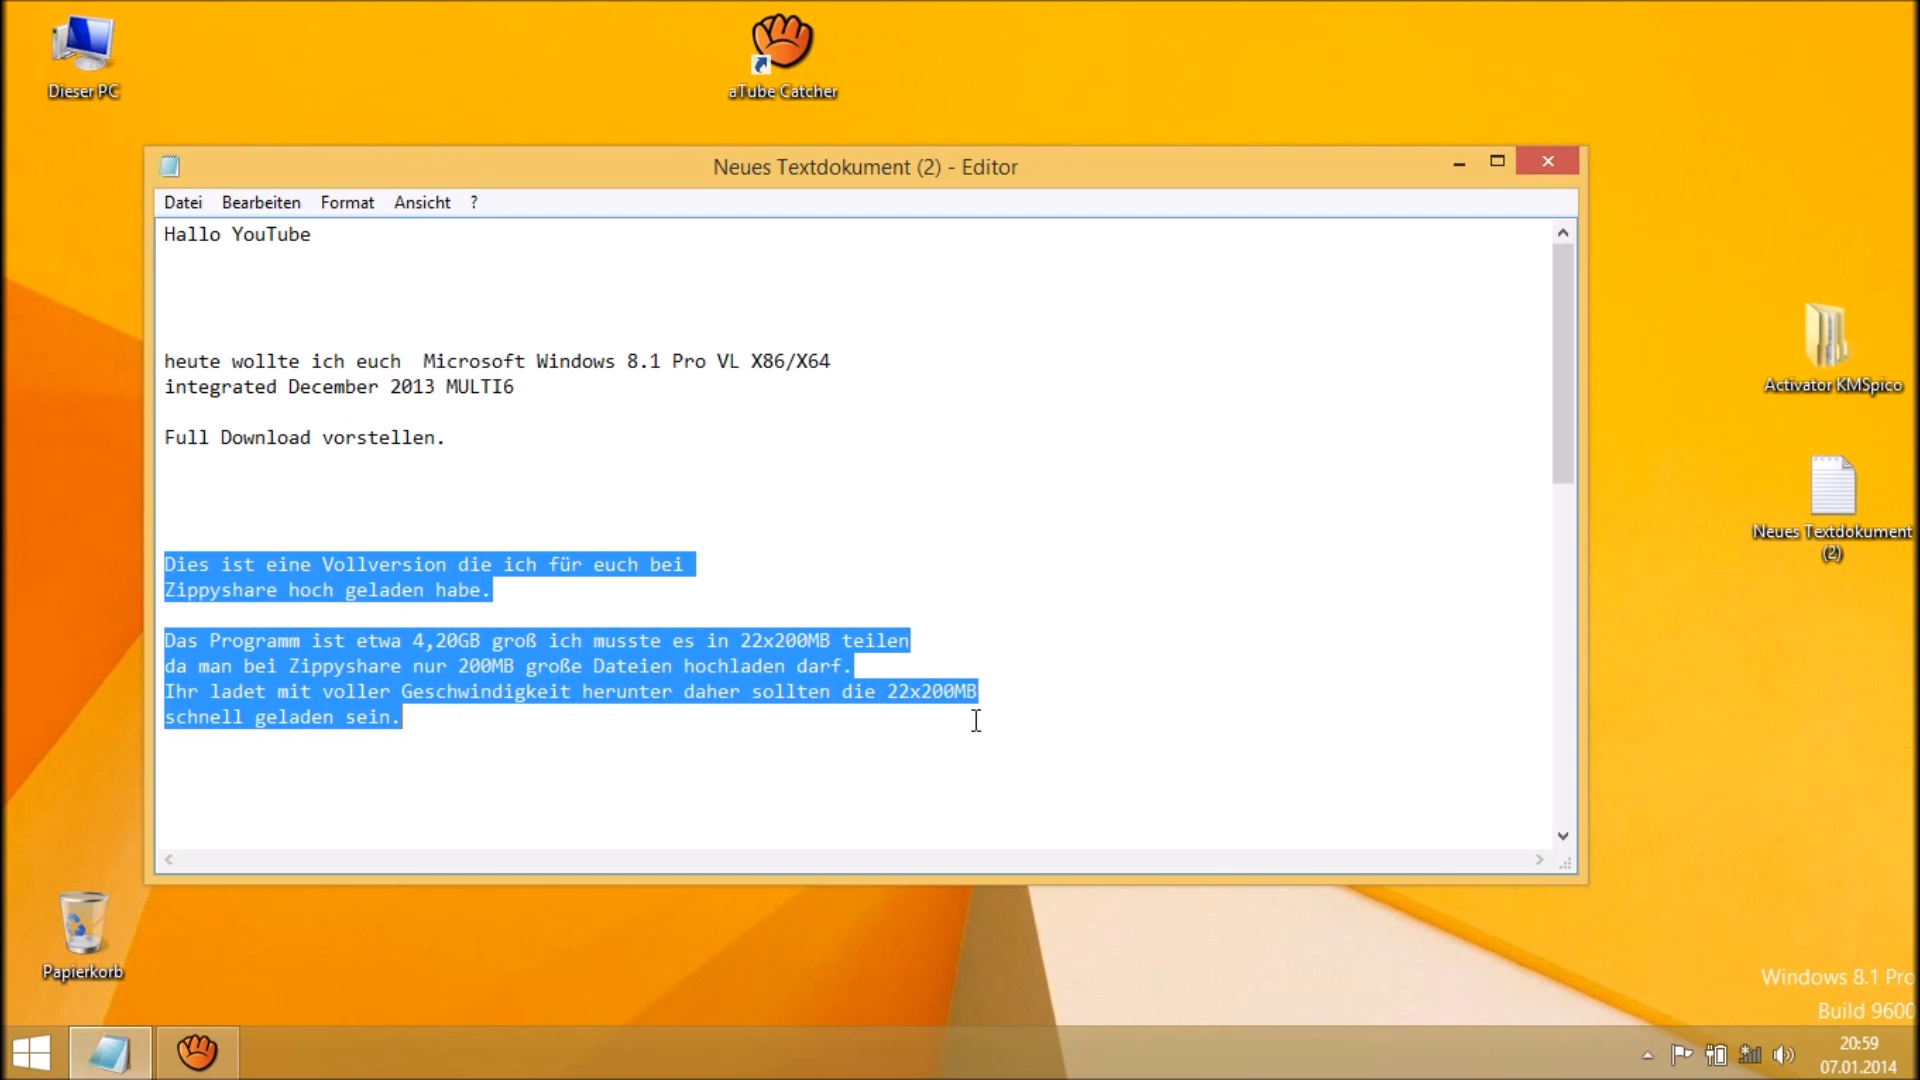 Dieser PC
aTube Catcher
Neues Textdokument (2) - Editor
Datei Bearbeiten Format Ansicht ?
Hallo YouTube
heute wollte ich euch  Microsoft Windows 8.1 Pro VL X86/X64
integrated December 2013 MULTI6
Full Download vorstellen.
Dies ist eine Vollversion die ich für euch bei
Zippyshare hoch geladen habe.
Das Programm ist etwa 4,20GB groß ich musste es in 22x200MB teilen
da man bei Zippyshare nur 200MB große Dateien hochladen darf.
Ihr ladet mit voller Geschwindigkeit herunter daher sollten die 22x200MB
schnell geladen sein.
Activator KMSpico
Neues Textdokument
(2)
Papierkorb
Windows 8.1 Pro
Build 9600
20:59
07.01.2014